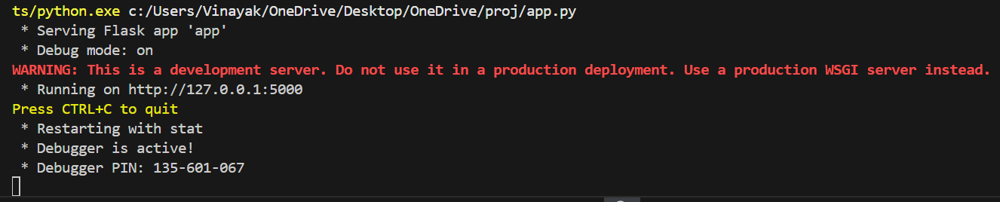 ts/python.exe c:/Users/Vinayak/OneDrive/Desktop/OneDrive/proj/app.py
 * Serving Flask app 'app'
 * Debug mode: on
WARNING: This is a development server. Do not use it in a production deployment. Use a production WSGI server instead.
 * Running on http://127.0.0.1:5000
Press CTRL+C to quit
 * Restarting with stat
 * Debugger is active!
 * Debugger PIN: 135-601-067